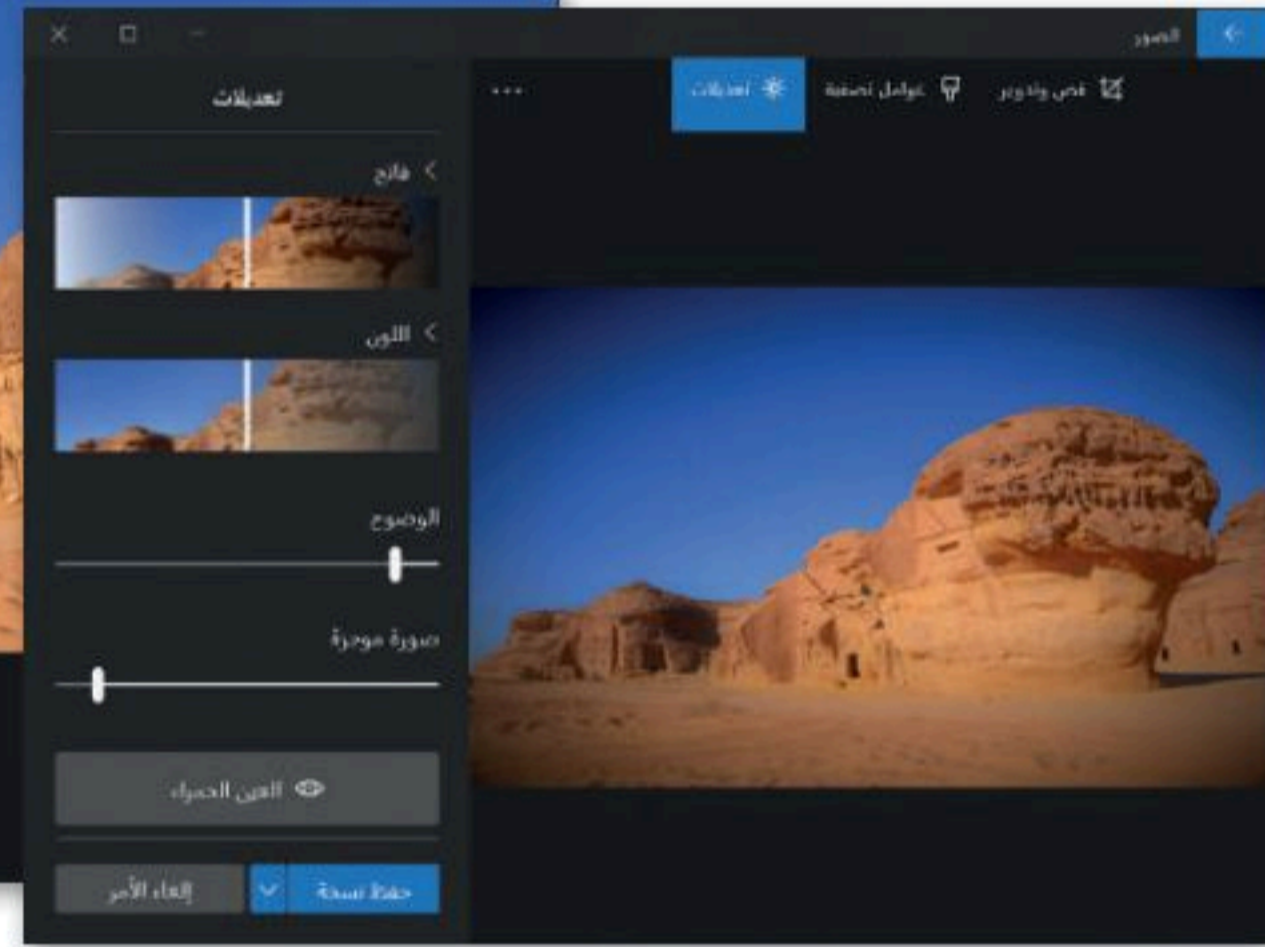 الصور
قص وتدوير
عوامل تصفية
تعديلات
تعديلات
فاتح
اللون
الوضوح
صورة موجزة
العين الحمراء
حفظ نسخة
إلغاء الأمر